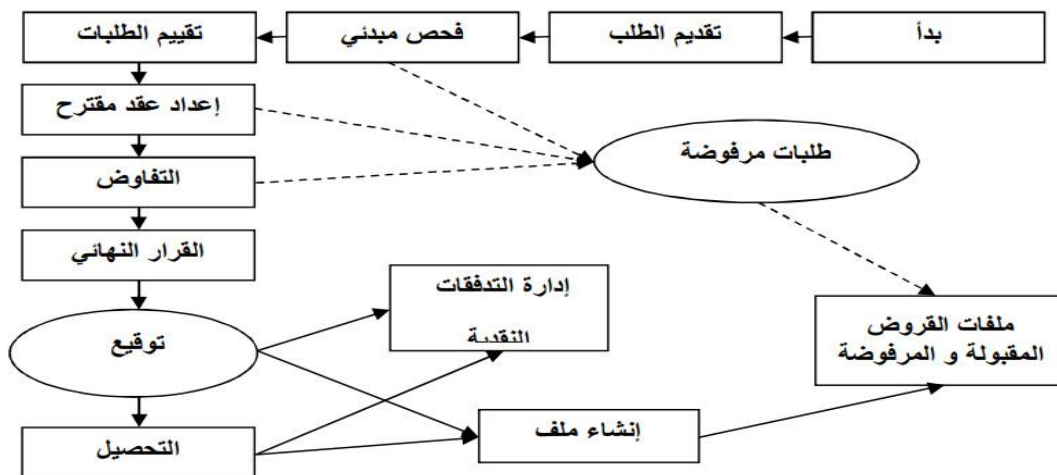 بدأ
تقديم الطلب
فحص مبدئي
تقييم الطلبات
إعداد عقد مقترح
طلبات مرفوضة
التفاوض
القرار النهائي
إدارة التدفقات
النقدية
توقيع
ملفات القروض
المقبولة و المرفوضة
إنشاء ملف
التحصيل